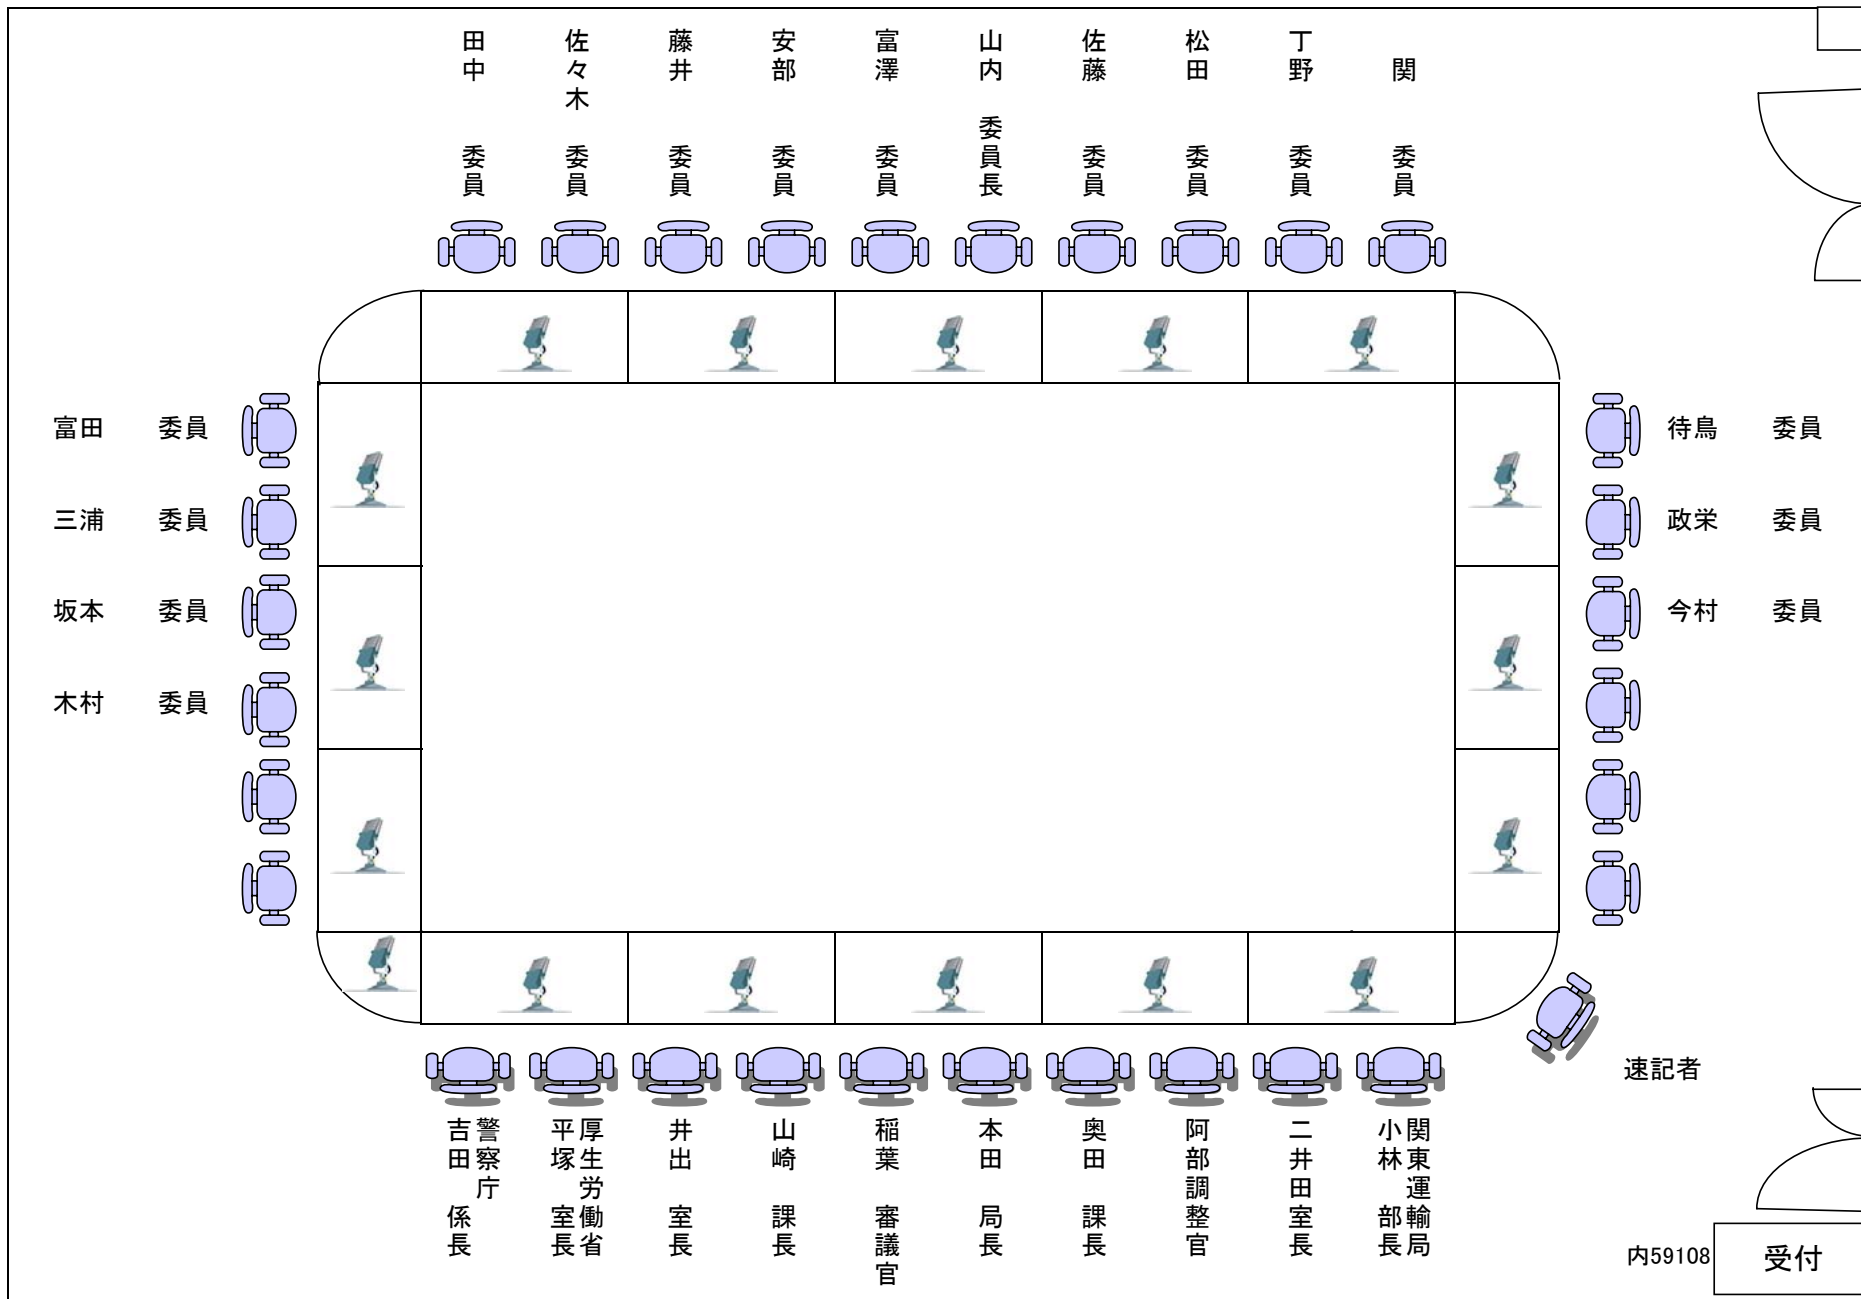 田中 委員
佐々木 委員
藤井 委員
安部 委員
富澤 委員
山内 委員長
佐藤 委員
松田 委員
丁野 委員
関 委員
富田 委員
三浦 委員
坂本 委員
木村 委員
待鳥 委員
政栄 委員
今村 委員
速記者
警察庁
吉田 係長
厚生労働省
平塚 室長
井出 室長
山崎 課長
稲葉 審議官
本田 局長
奥田 課長
阿部調整官
二井田室長
関東運輸局
小林 部長
内59108
受付